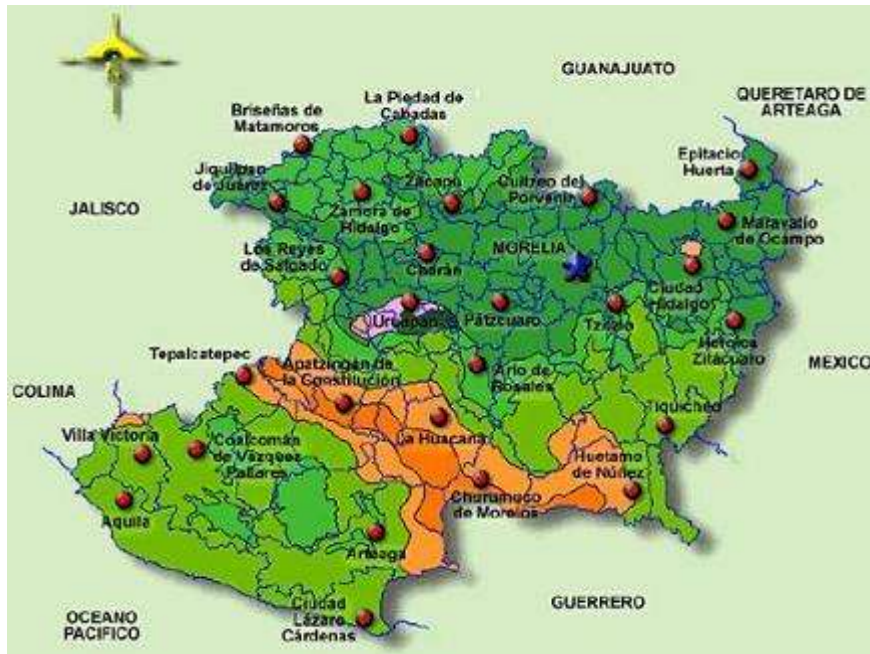 GUANAJUATO
QUERETARO DE
ARTEAGA
La Piedad de
Cabadas
Briseñas de
Matamoros
Epitacio
Huerta
Jiquilpan
de Juárez
Zacapu
Cuitzeo del
Porvenir
JALISCO
Zamora de
Hidalgo
Maravatio
de Ocampo
Los Reyes
de Salgado
MORELIA
Cherán
Ciudad
Hidalgo
Uruapan
Pátzcuaro
Tzitzio
Heroica
Zitácuaro
Tepalcatepec
Apatzingán de
la Constitución
Ario de
Rosales
MEXICO
COLIMA
Tiquicheo
Villa Victoria
Coalcomán
de Vázquez
Pallares
La Huacana
Huetamo
de Núñez
Churumuco
de Morelos
Aquila
Arteaga
GUERRERO
OCEANO
PACIFICO
Ciudad
Lázaro
Cárdenas